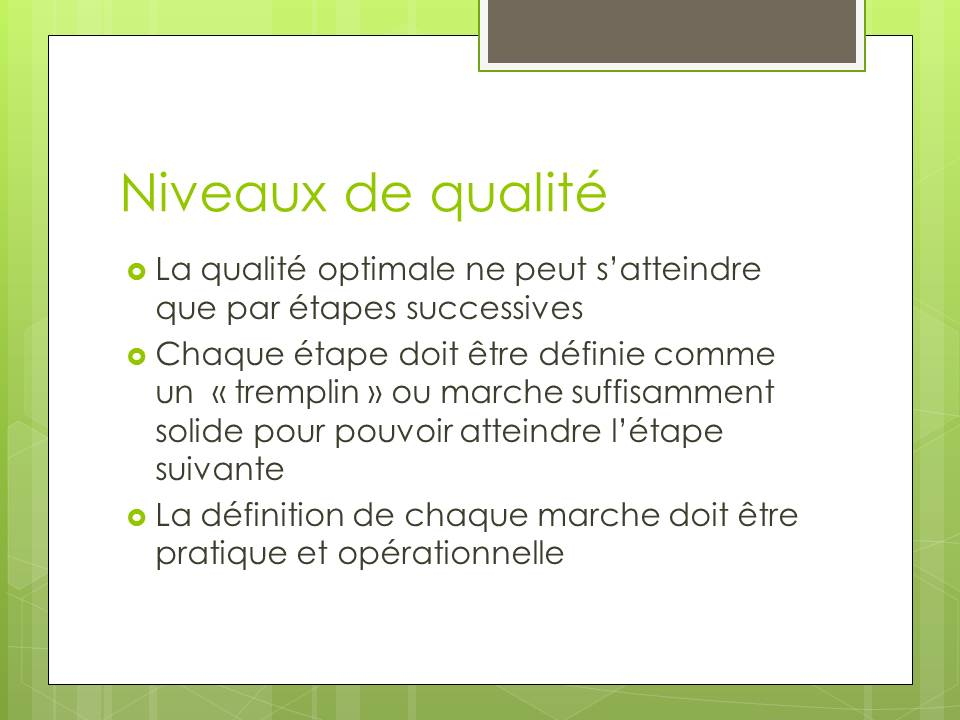 Niveaux de qualité
La qualité optimale ne peut s’atteindre
que par étapes successives
Chaque étape doit être définie comme
un  « tremplin » ou marche suffisamment
solide pour pouvoir atteindre l’étape
suivante
La définition de chaque marche doit être
pratique et opérationnelle